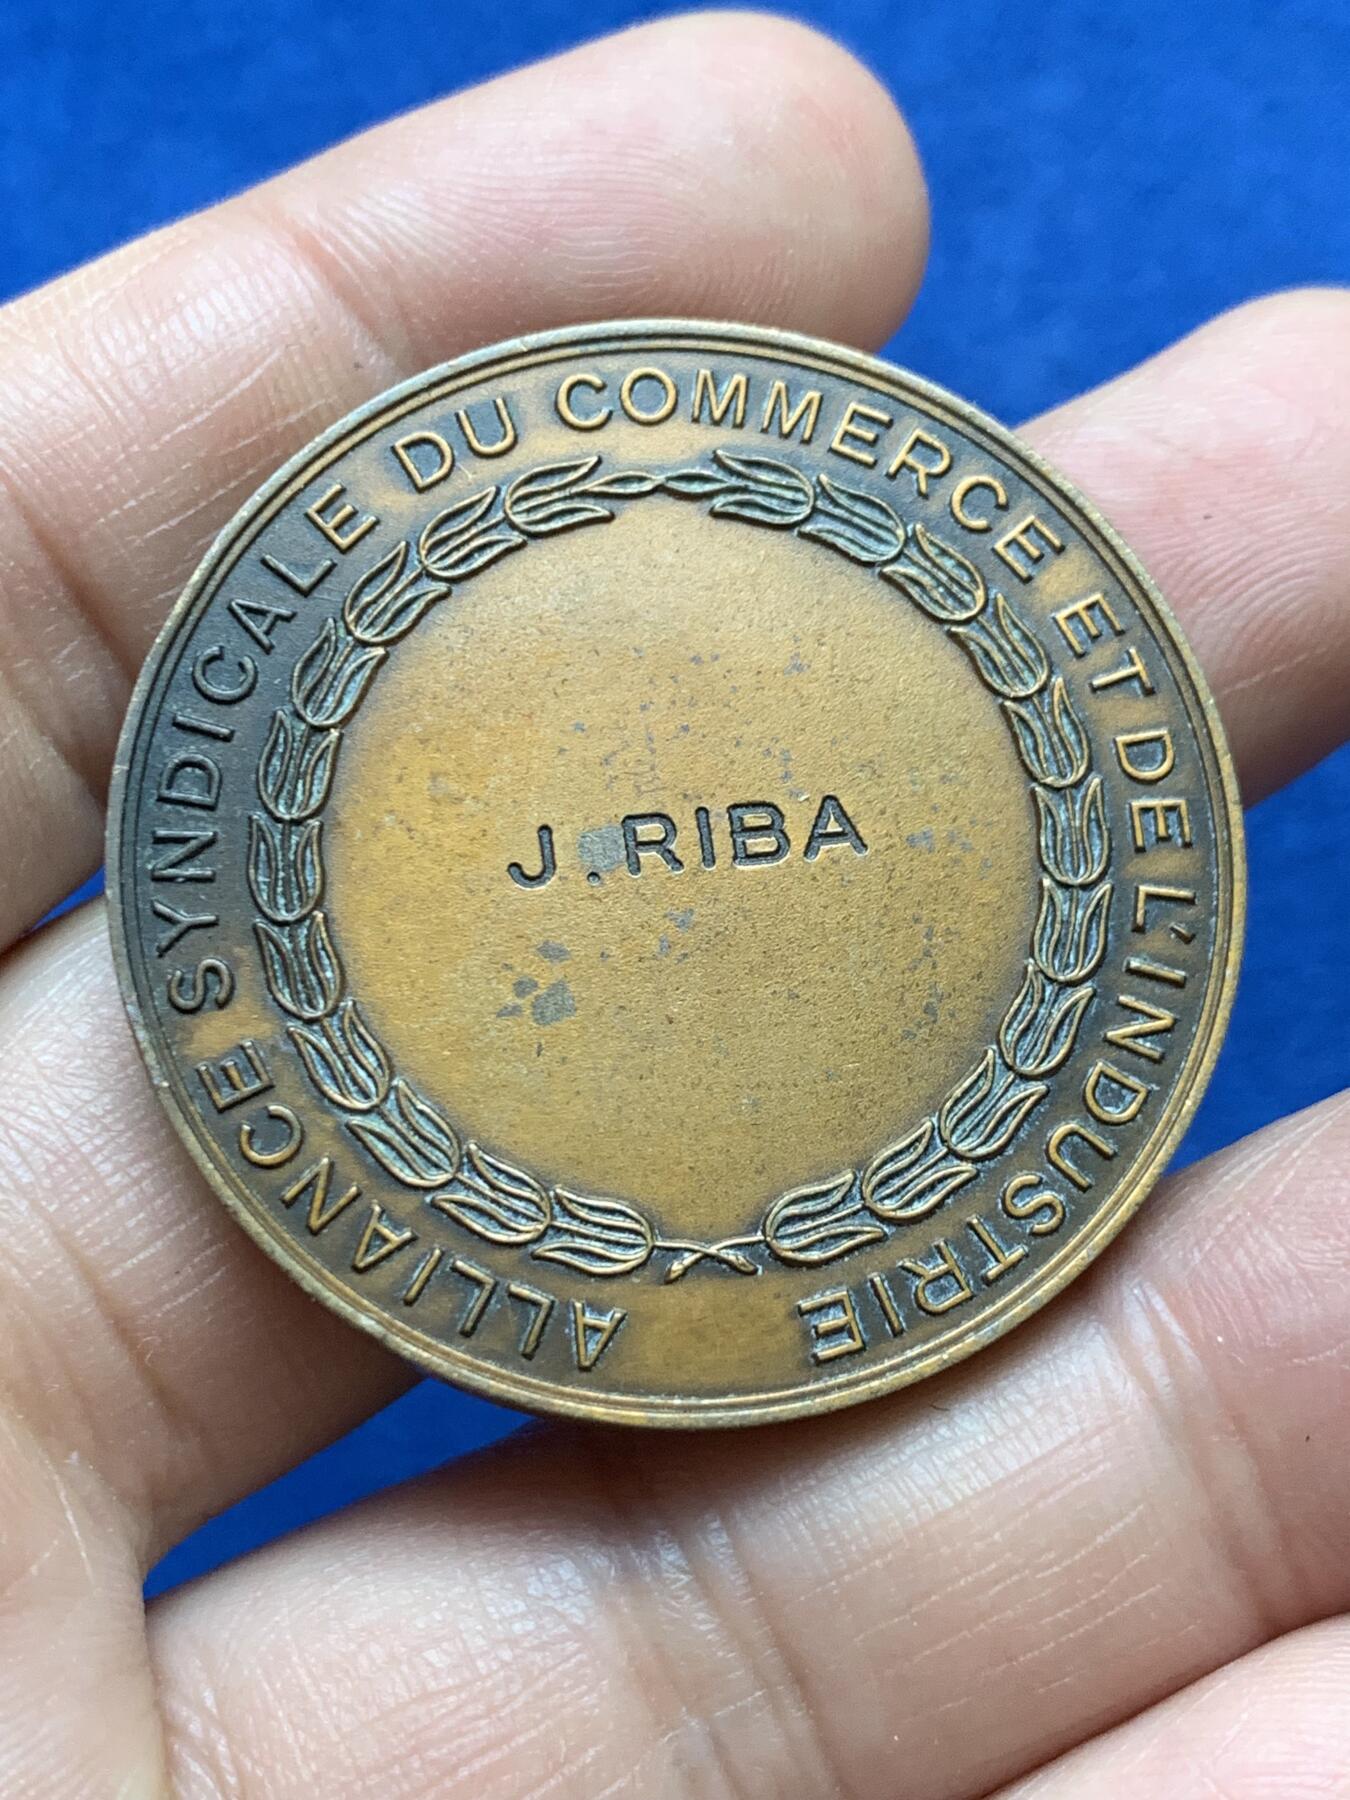 ALLIANCE SYNDICALE DU COMMERCE ET DE L'INDUSTRIE
J. RIBA